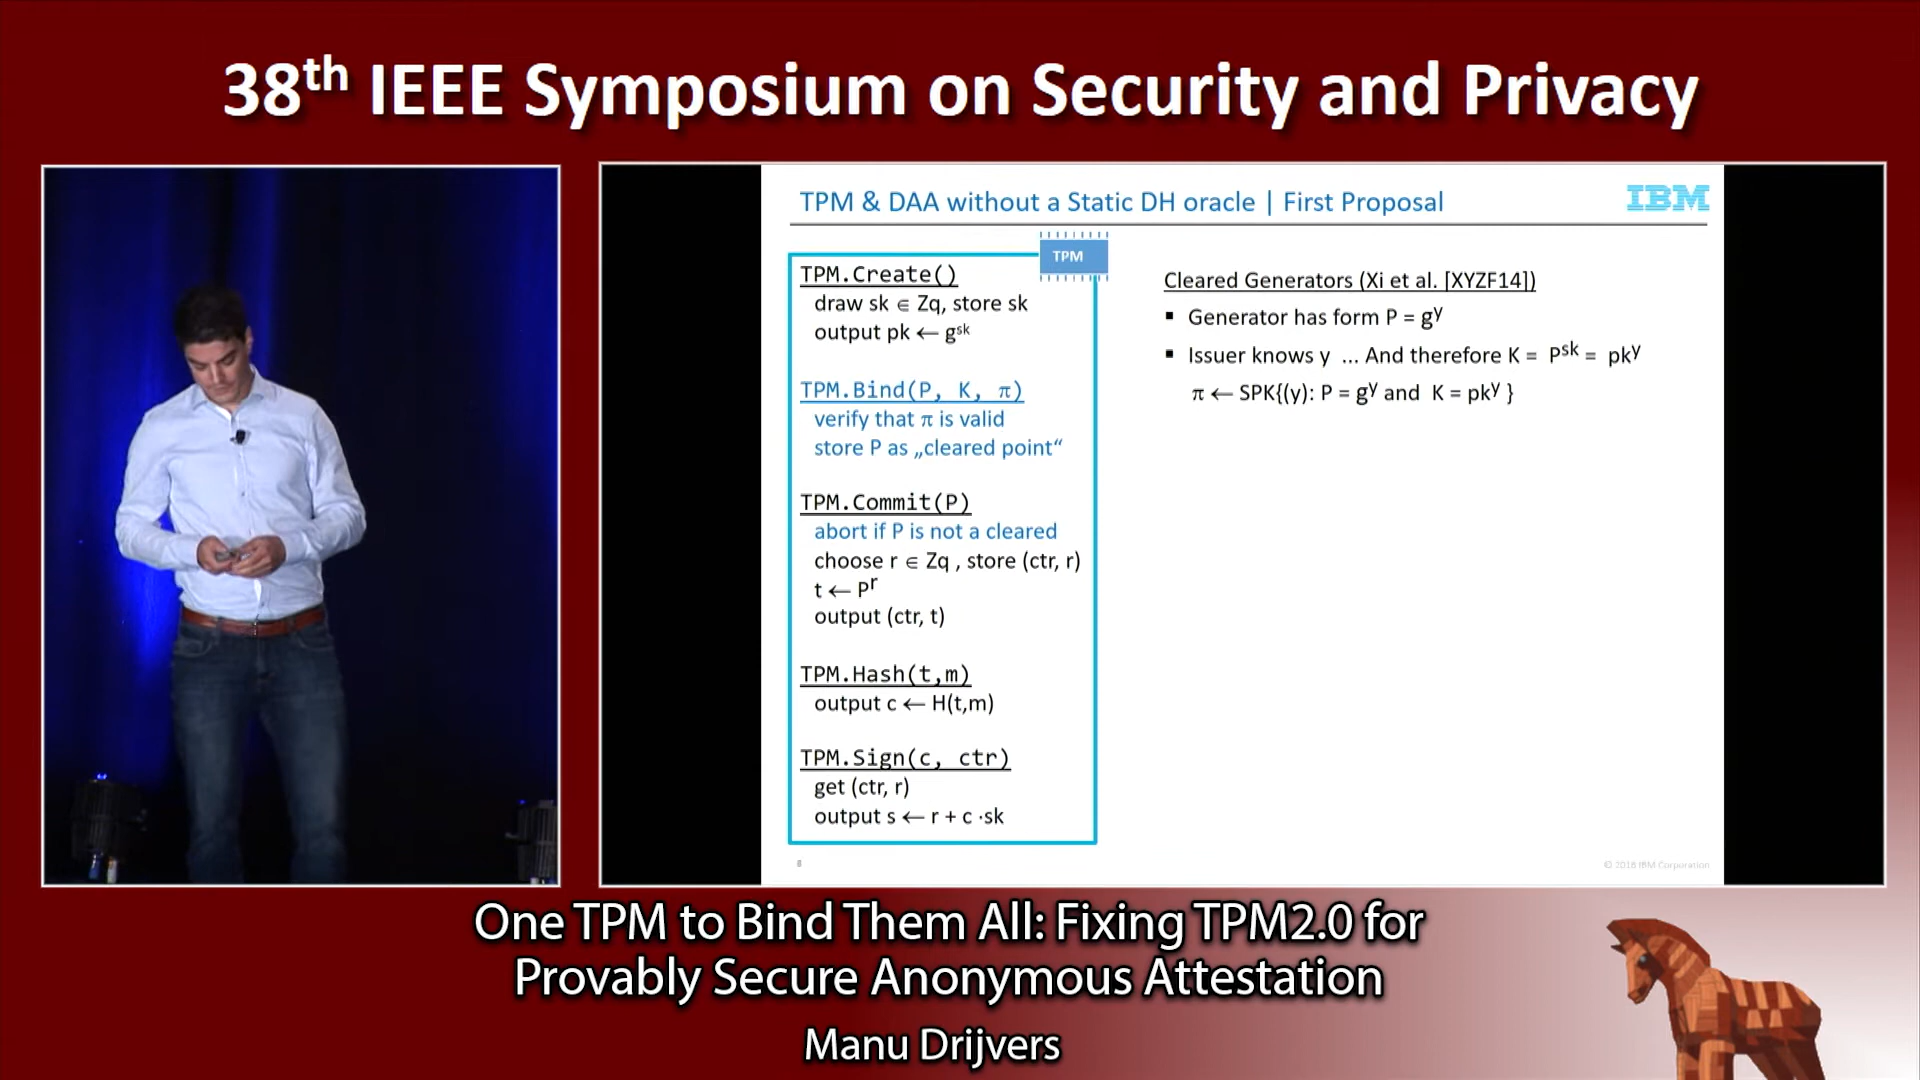 38th IEEE Symposium on Security and Privacy
TPM & DAA without a Static DH oracle | First Proposal
IBM
TPM
TPM.Create()
draw sk ∈ Zq, store sk
output pk ← g^sk
TPM.Bind(P, K, π)
verify that π is valid
store P as „cleared point“
TPM.Commit(P)
abort if P is not a cleared
choose r ∈ Zq , store (ctr, r)
t ← P^r
output (ctr, t)
TPM.Hash(t,m)
output c ← H(t,m)
TPM.Sign(c, ctr)
get (ctr, r)
output s ← r + c ·sk
Cleared Generators (Xi et al. [XYZF14])
▪ Generator has form P = g^y
▪ Issuer knows y ... And therefore K = P^sk = pk^y
π ← SPK{(y): P = g^y and K = pk^y }
8
© 2016 IBM Corporation
One TPM to Bind Them All: Fixing TPM2.0 for
Provably Secure Anonymous Attestation
Manu Drijvers